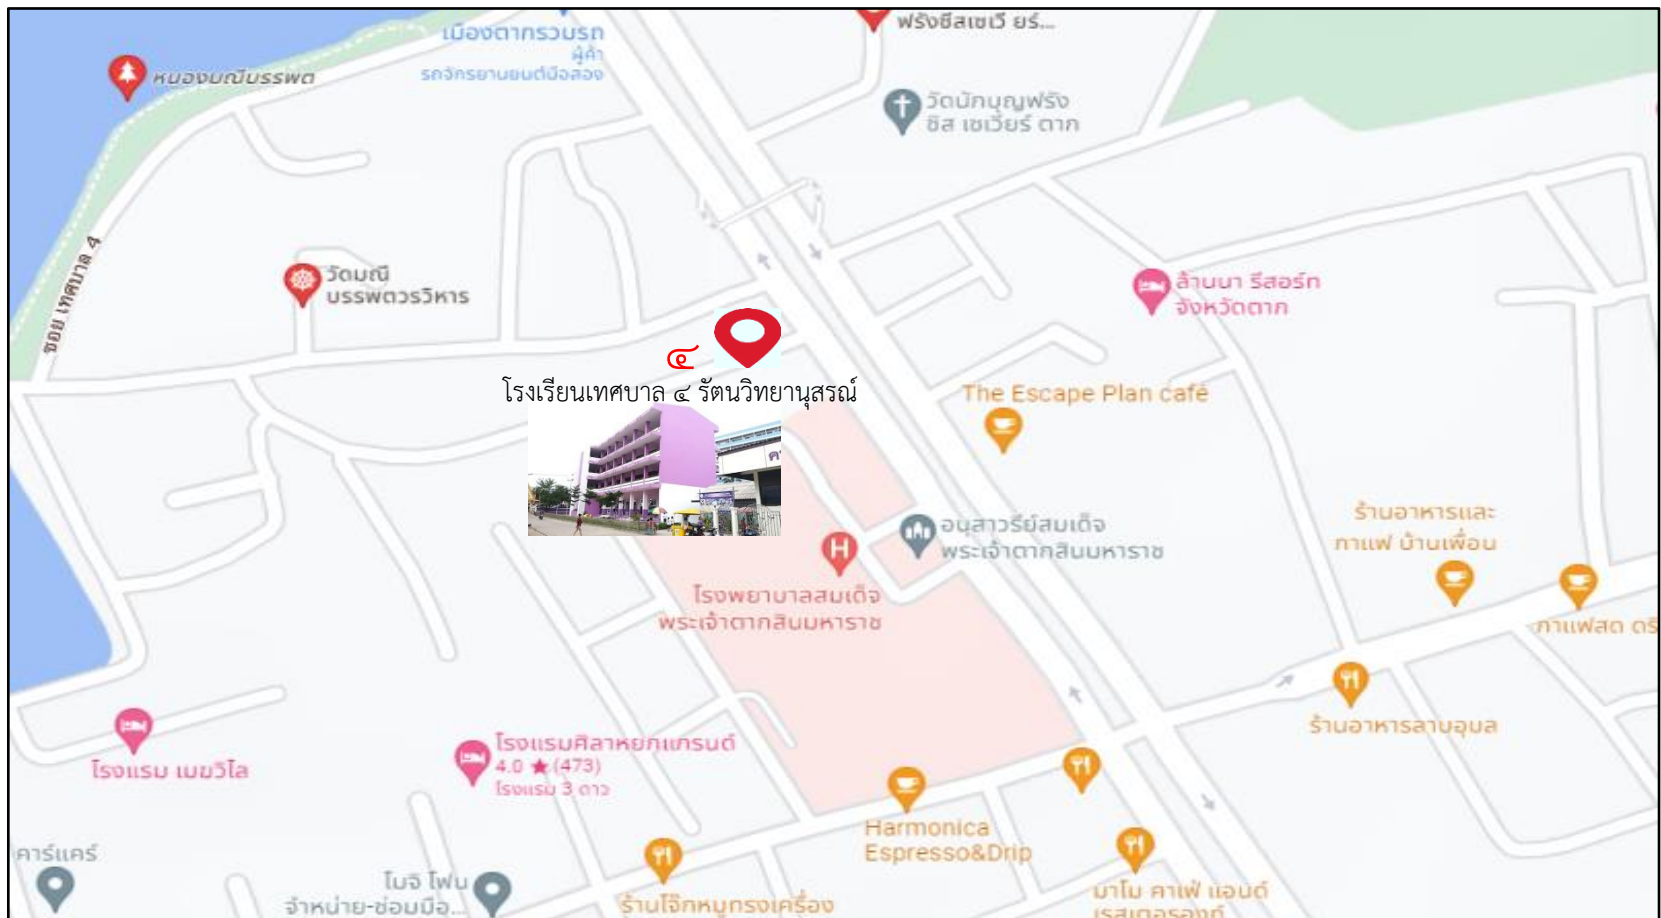 เมืองตากรวมรถ
ผู้ค้า
รถจักรยานยนต์มือสอง
ฟรังซีสเซเวี ยร์...
หนองมณีบรรพต
วัดนักบุญฟรัง
ซิส เซเวียร์ ตาก
ซอย เทศบาล 4
วัดมณี
บรรพตวรวิหาร
ล้านนา รีสอร์ท
จังหวัดตาก
๔
โรงเรียนเทศบาล ๔ รัตนวิทยานุสรณ์
The Escape Plan café
อนุสาวรีย์สมเด็จ
พระเจ้าตากสินมหาราช
ร้านอาหารและ
กาแฟ บ้านเพื่อน
H
โรงพยาบาลสมเด็จ
พระเจ้าตากสินมหาราช
กาแฟสด ดริ
ร้านอาหารลาบอุบล
โรงแรม เมฆวิไล
โรงแรมศิลาหยกแกรนด์
4.0 ★ (473)
โรงแรม 3 ดาว
Harmonica
Espresso&Drip
คาร์แคร์
โมจิ โฟน
จำหน่าย-ซ่อมมือ...
ร้านโจ๊กหมูทรงเครื่อง
มาโม คาเฟ่ แอนด์
เรสเตอรองท์